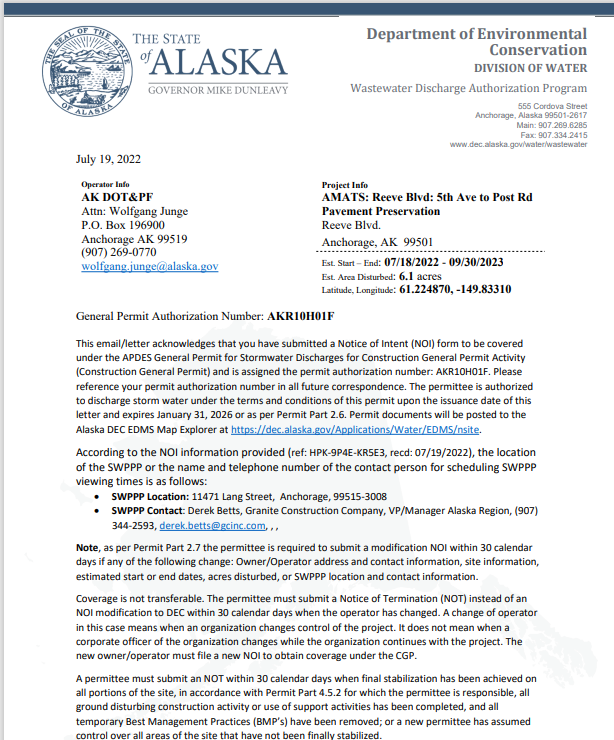 THE STATE
of ALASKA
GOVERNOR MIKE DUNLEAVY
Department of Environmental
Conservation
DIVISION OF WATER
Wastewater Discharge Authorization Program
555 Cordova Street
Anchorage, Alaska 99501-2617
Main: 907.269.6285
Fax: 907.334.2415
www.dec.alaska.gov/water/wastewater
July 19, 2022
Operator Info
AK DOT&PF
Attn: Wolfgang Junge
P.O. Box 196900
Anchorage AK 99519
(907) 269-0770
wolfgang.junge@alaska.gov
Project Info
AMATS: Reeve Blvd: 5th Ave to Post Rd
Pavement Preservation
Reeve Blvd.
Anchorage, AK 99501
Est. Start – End: 07/18/2022 - 09/30/2023
Est. Area Disturbed: 6.1 acres
Latitude, Longitude: 61.224870, -149.83310
General Permit Authorization Number: AKR10H01F
This email/letter acknowledges that you have submitted a Notice of Intent (NOI) form to be covered
under the APDES General Permit for Stormwater Discharges for Construction General Permit Activity
(Construction General Permit) and is assigned the permit authorization number: AKR10H01F. Please
reference your permit authorization number in all future correspondence. The permittee is authorized
to discharge storm water under the terms and conditions of this permit upon the issuance date of this
letter and expires January 31, 2026 or as per Permit Part 2.6. Permit documents will be posted to the
Alaska DEC EDMS Map Explorer at https://dec.alaska.gov/Applications/Water/EDMS/nsite.
According to the NOI information provided (ref: HPK-9P4E-KR5E3, recd: 07/19/2022), the location
of the SWPPP or the name and telephone number of the contact person for scheduling SWPPP
viewing times is as follows:
• SWPPP Location: 11471 Lang Street, Anchorage, 99515-3008
• SWPPP Contact: Derek Betts, Granite Construction Company, VP/Manager Alaska Region, (907)
344-2593, derek.betts@gcinc.com, , ,
Note, as per Permit Part 2.7 the permittee is required to submit a modification NOI within 30 calendar
days if any of the following change: Owner/Operator address and contact information, site information,
estimated start or end dates, acres disturbed, or SWPPP location and contact information.
Coverage is not transferable. The permittee must submit a Notice of Termination (NOT) instead of an
NOI modification to DEC within 30 calendar days when the operator has changed. A change of operator
in this case means when an organization changes control of the project. It does not mean when a
corporate officer of the organization changes while the organization continues with the project. The
new owner/operator must file a new NOI to obtain coverage under the CGP.
A permittee must submit an NOT within 30 calendar days when final stabilization has been achieved on
all portions of the site, in accordance with Permit Part 4.5.2 for which the permittee is responsible, all
ground disturbing construction activity or use of support activities has been completed, and all
temporary Best Management Practices (BMP's) have been removed; or a new permittee has assumed
control over all areas of the site that have not been finally stabilized.